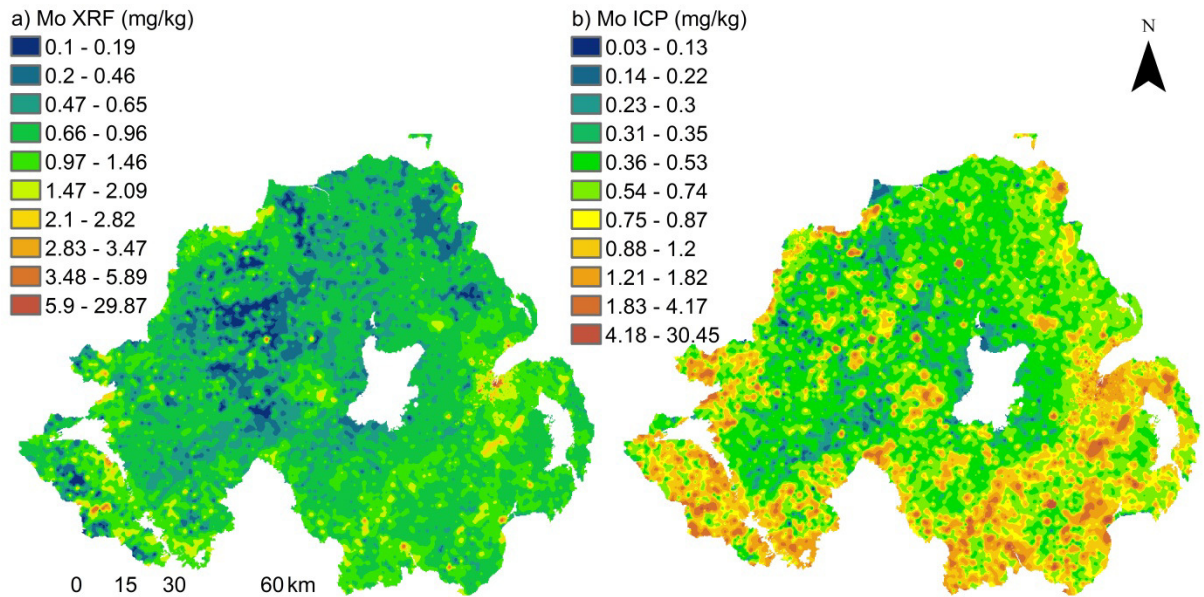 a) Mo XRF (mg/kg)
0.1 - 0.19
0.2 - 0.46
0.47 - 0.65
0.66 - 0.96
0.97 - 1.46
1.47 - 2.09
2.1 - 2.82
2.83 - 3.47
3.48 - 5.89
5.9 - 29.87
0 15 30 60 km
b) Mo ICP (mg/kg)
0.03 - 0.13
0.14 - 0.22
0.23 - 0.3
0.31 - 0.35
0.36 - 0.53
0.54 - 0.74
0.75 - 0.87
0.88 - 1.2
1.21 - 1.82
1.83 - 4.17
4.18 - 30.45
N